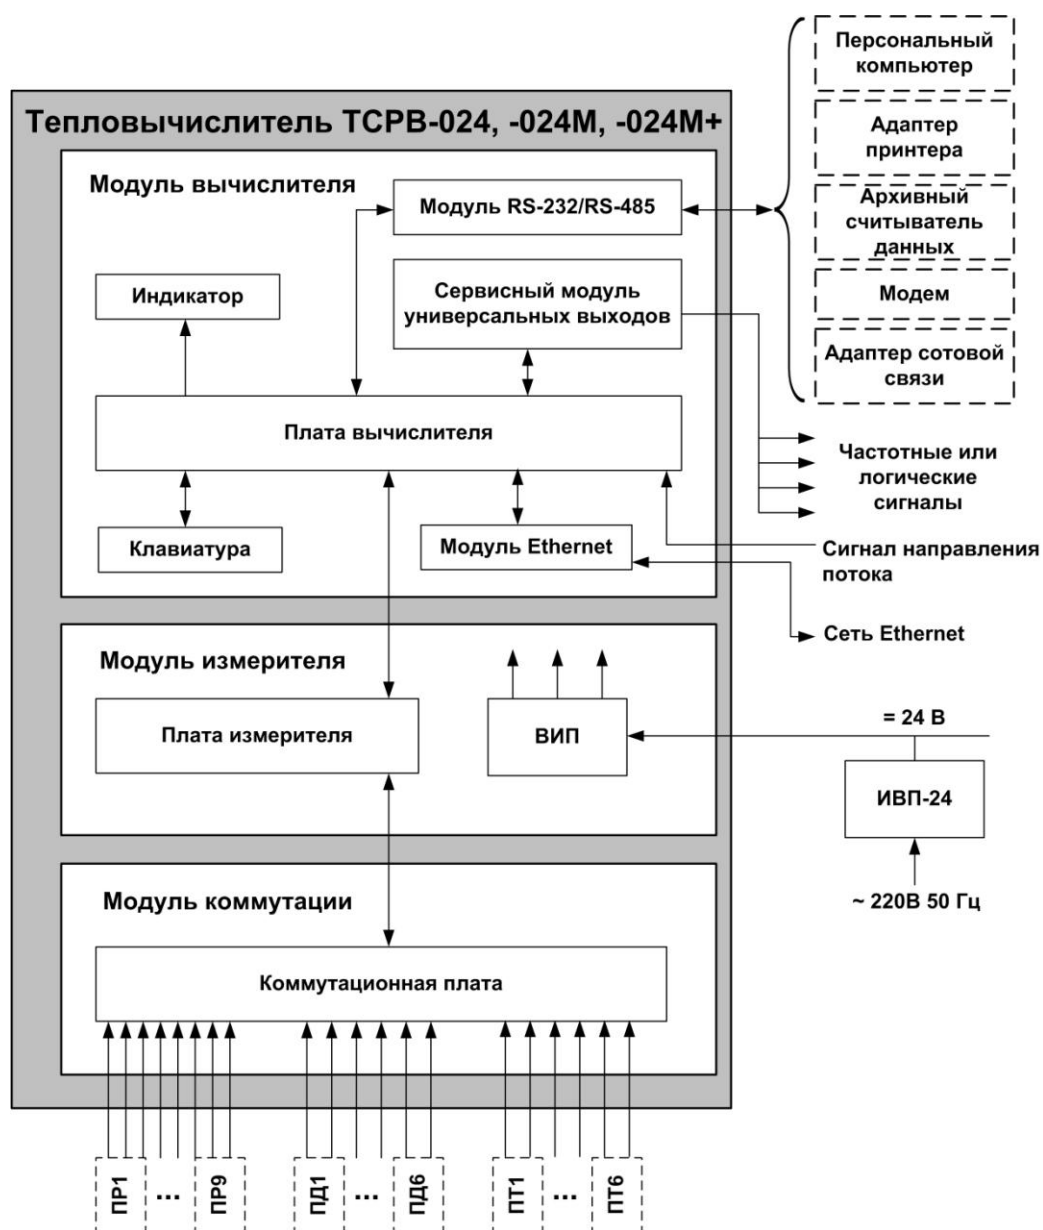 Персональный
компьютер
Тепловычислитель ТСРВ-024, -024М, -024М+
Адаптер
принтера
Модуль вычислителя
Модуль RS-232/RS-485
Архивный
считыватель
данных
Индикатор
Сервисный модуль
универсальных выходов
Модем
Адаптер сотовой
связи
Плата вычислителя
Частотные или
логические
сигналы
Клавиатура
Модуль Ethernet
Сигнал направления
потока
Сеть Ethernet
Модуль измерителя
Плата измерителя
ВИП
= 24 В
ИВП-24
~ 220В 50 Гц
Модуль коммутации
Коммутационная плата
ПР1 ... ПР9 ПД1 ... ПД6 ПТ1 ... ПТ6